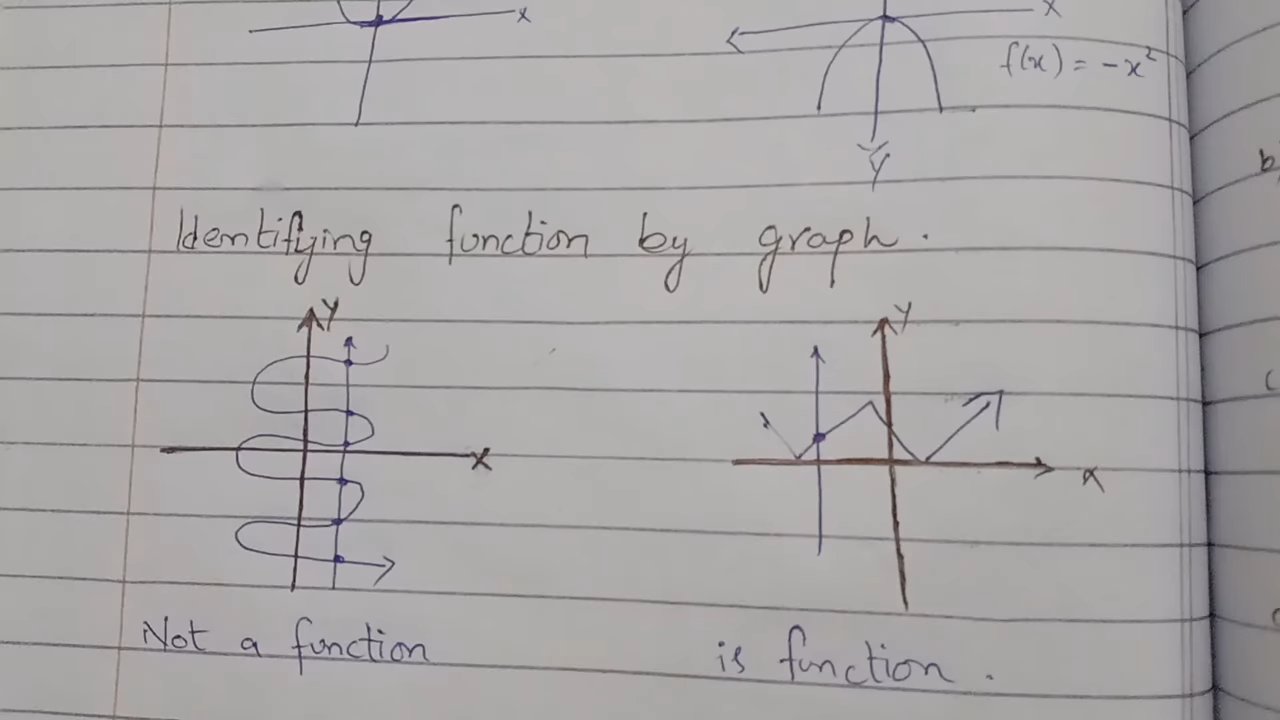 x
x
f(x) = -x²
Y
b
Identifying function by graph.
Y
Y
X
X
c
Not a function
is function.